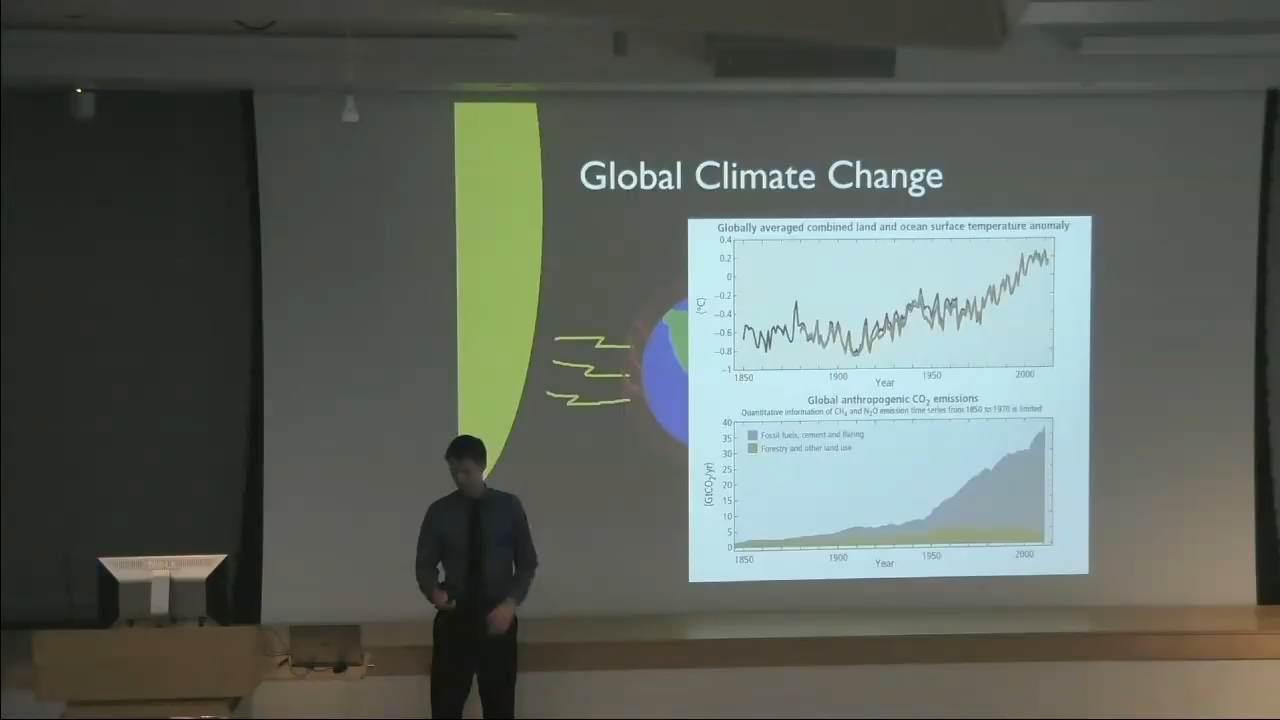 Global Climate Change
Globally averaged combined land and ocean surface temperature anomaly
0.4
0.2
0
−0.2
−0.4
−0.6
−0.8
−1
(°C)
1850
1900
1950
2000
Year
Global anthropogenic CO₂ emissions
Quantitative information of CH₄ and N₂O emission time series from 1850 to 1970 is limited
40
35
30
25
20
15
10
5
0
(GtCO₂/yr)
Fossil fuels, cement and flaring
Forestry and other land use
1850
1900
1950
2000
Year